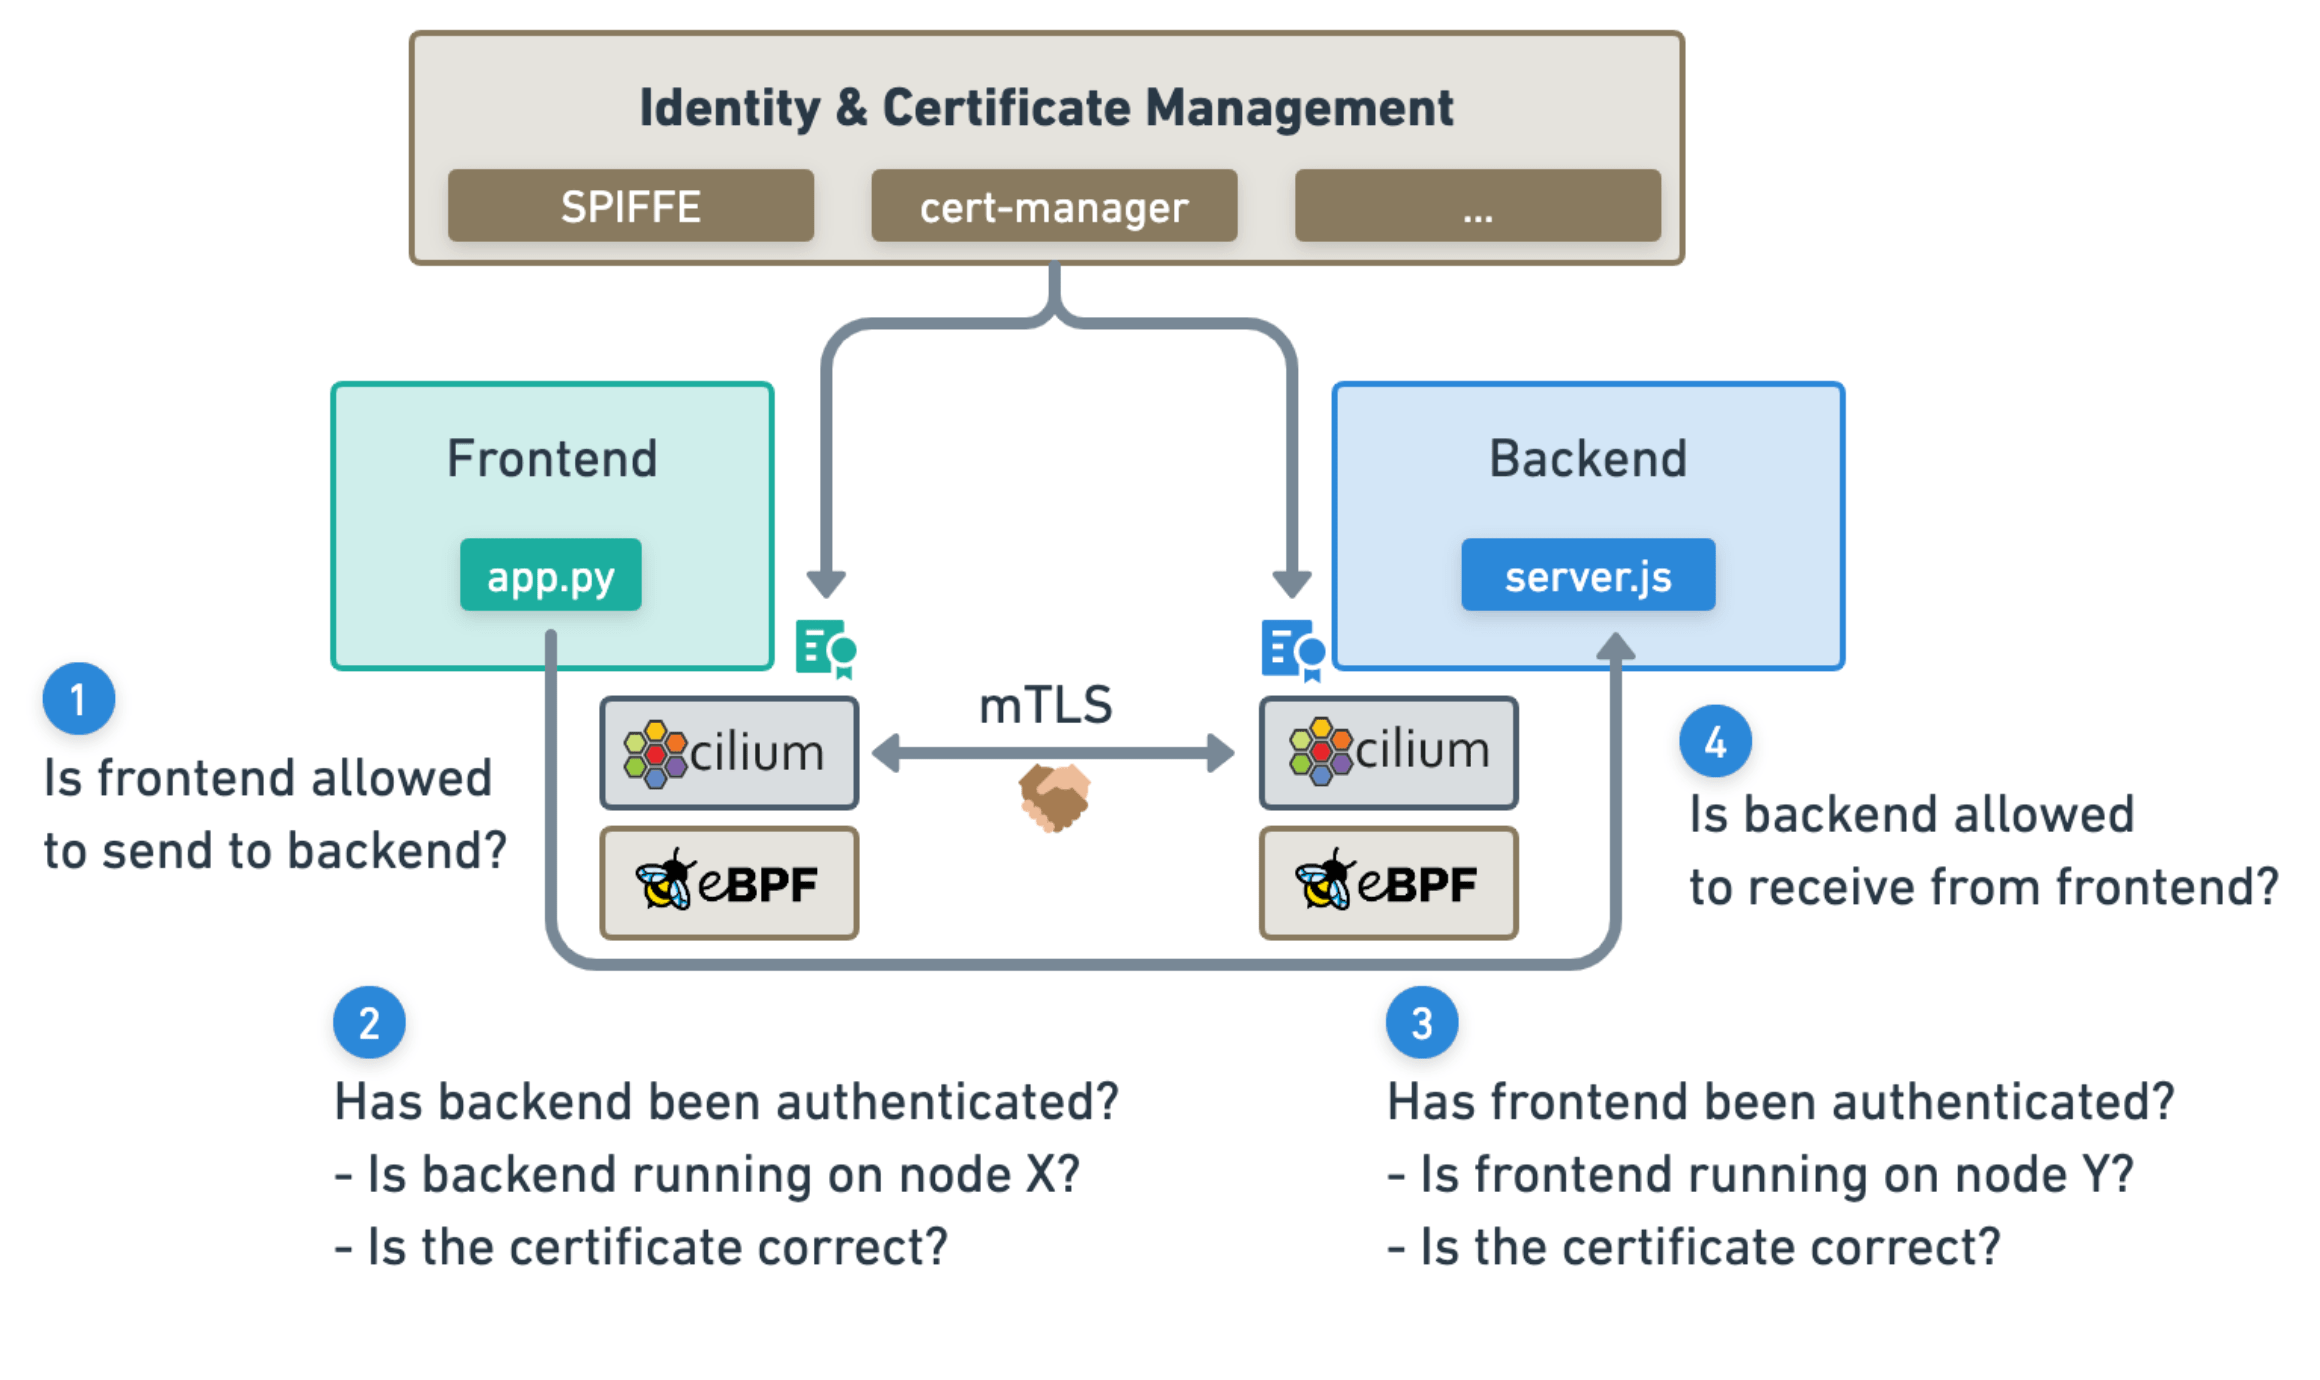 Identity & Certificate Management
SPIFFE
cert-manager
...
Frontend
app.py
Backend
server.js
1
Is frontend allowed
to send to backend?
cilium
eBPF
mTLS
cilium
eBPF
4
Is backend allowed
to receive from frontend?
2
Has backend been authenticated?
- Is backend running on node X?
- Is the certificate correct?
3
Has frontend been authenticated?
- Is frontend running on node Y?
- Is the certificate correct?